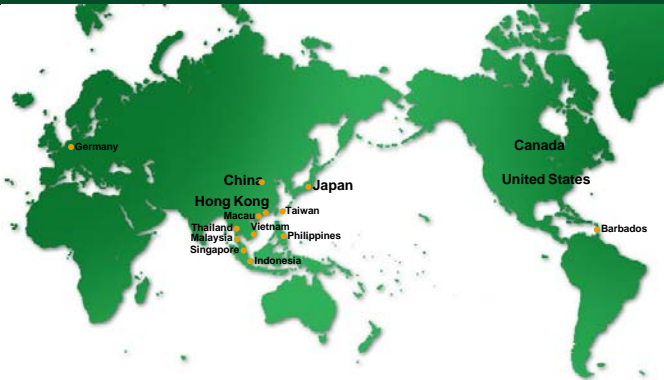 Canada
Germany
United States
China
Japan
Hong Kong
Taiwan
Macau
Thailand
Vietnam
Barbados
Malaysia
Philippines
Singapore
Indonesia